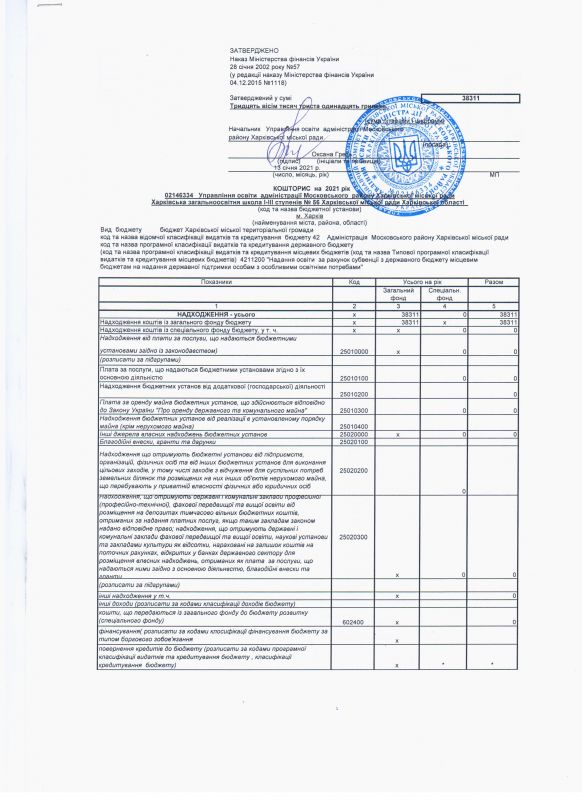 ЗАТВЕРДЖЕНО
Наказ Міністерства фінансів України
28 січня 2002 року №57
(у редакції наказу Міністерства фінансів України
04.12.2015 №1118)
Затверджений у сумі 38311
Тридцять вісім тисяч триста одинадцять гривень
(сума словами і цифрами)
Начальник Управління освіти адміністрації Московського
району Харківської міської ради
(посада)
Оксана
(підпис) (ініціали та прізвище)
13 січня 2021 р.
(число, місяць, рік) МП
КОШТОРИС на 2021 рік
02146334 Управління освіти адміністрації Московського району Харківської міської ради
Харківська загальноосвітня школа І-ІІІ ступенів № 56 Харківської міської ради Харківської області
(код та назва бюджетної установи)
м. Харків
(найменування міста, района, області)
Вид бюджету бюджет Харківської міської територіальної громади
код та назва відомчої класифікації видатків та кредитування бюджету 42 Адміністрація Московського району Харківської міської ради
код та назва програмної класифікації видатків та кредитування державного бюджету
(код та назва програмної класифікації видатків та кредитування місцевих бюджетів (код та назва Типової програмної класифікації
видатків та кредитування місцевих бюджетів) 4211200 "Надання освіти за рахунок субвенції з державного бюджету місцевим
бюджетам на надання державної підтримки особам з особливими освітніми потребами"
Показники Код Усього на рік Разом
Загальний фонд Спеціальн. фонд
1 2 3 4 5
НАДХОДЖЕННЯ - усього х 38311 0 38311
Надходження коштів із загального фонду бюджету х 38311 х 38311
Надходження коштів із спеціального фонду бюджету, у т. ч. х х 0 0
Надходження від плати за послуги, що надаються бюджетними
установами згідно із законодавством) 25010000 х 0 0
(розписати за підгрупами)
Плата за послуги, що надаються бюджетними установами згідно з їх
основною діяльністю 25010100 0 0
Надходження бюджетних установ від додаткової (господарської) діяльності
25010200 0
Плата за оренду майна бюджетних установ, що здійснюється відповідно
до Закону України "Про оренду державного та комунального майна" 25010300 0 0
Надходження бюджетних установ від реалізації в установленому порядку
майна (крім нерухомого майна) 25010400
Інші джерела власних надходжень бюджетних установ 25020000 х 0 0
Благодійні внески, гранти та дарунки 25020100
Надходження що отримують бюджетні установи від підприємств,
організацій, фізичних осіб та від інших бюджетних установ для виконання
цільових заходів, у тому числі заходів з відчуження для суспільних потреб
земельних ділянок та розміщених на них інших об'єктів нерухомого майна,
що перебувають у приватній власності фізичних або юридичних осіб 25020200 0
Надходження, що отримують державні і комунальні заклади професійної
(професійно-технічної), фахової передвищої та вищої освіти від
розміщення на депозитах тимчасово вільних бюджетних коштів,
отриманих за надання платних послуг, якщо таким закладам законом
надано відповідне право; надходження, що отримують державні і
комунальні заклади фахової передвищої та вищої освіти, наукові установи
та заклади культури як відсотки, нараховані на залишок коштів на
поточних рахунках, відкритих у банках державного сектору для
розміщення власних надходжень, отриманих як плата за послуги, що
надаються ними згідно з основною діяльністю, благодійні внески та
гранти 25020300 х 0 0
(розписати за підгрупами)
інші надходження у т.ч. х 0
інші доходи (розписати за кодами класифікації доходів бюджету)
кошти, що передаються із загального фонду до бюджету розвитку
(спеціального фонду) 602400 х 0
фінансування( розписати за кодами класифікації фінансування бюджету за
типом боргового зобов'язання х
повернення кредитів до бюджету (розписати за кодами програмної
класифікації видатків та кредитування бюджету , класифікації
кредитування бюджету) х * *